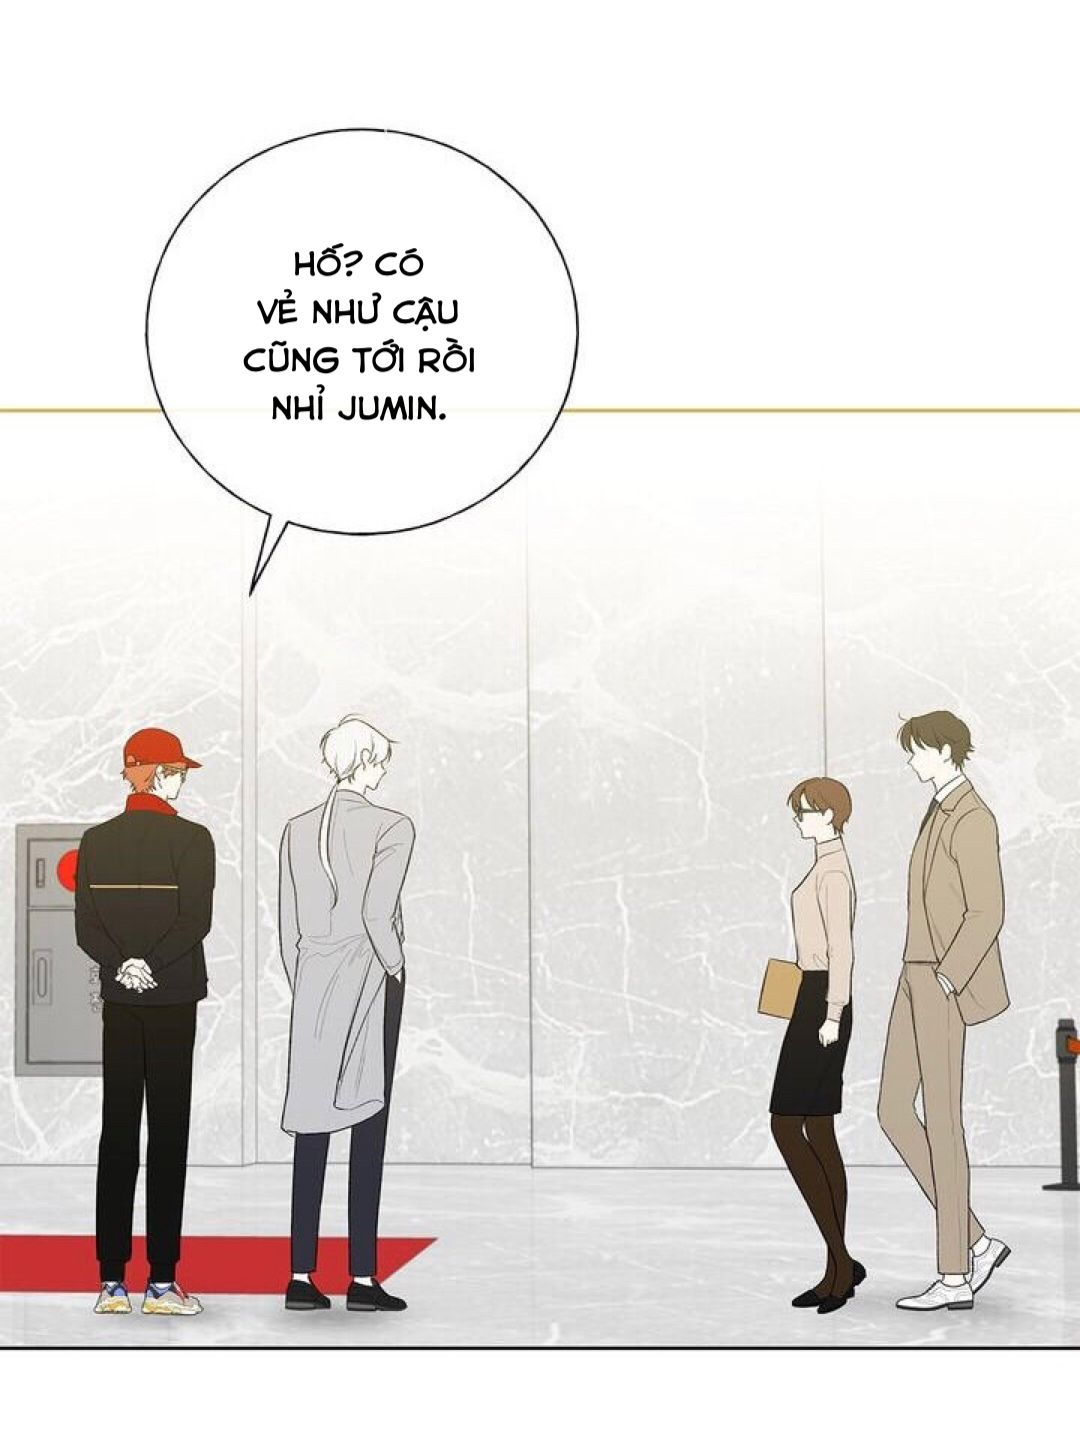 HỐ? CÓ
VẺ NHƯ CẬU
CŨNG TỚI RỒI
NHỈ JUMIN.